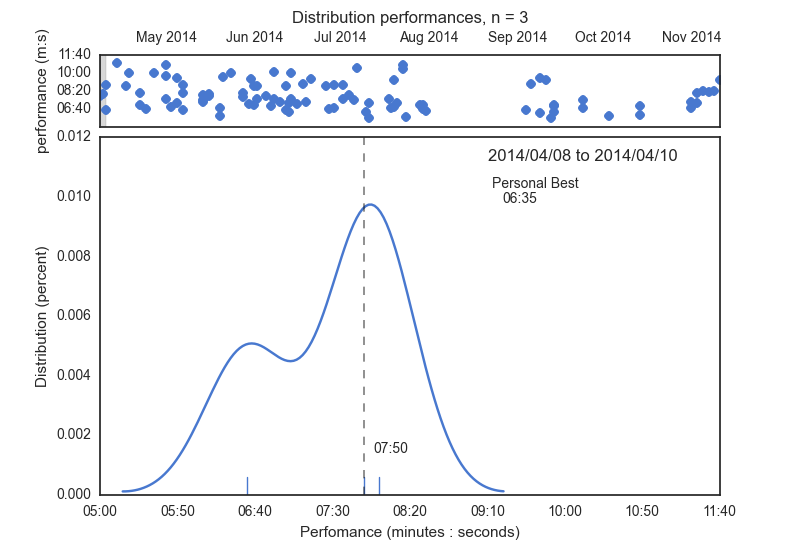 Distribution performances, n = 3
May 2014 Jun 2014 Jul 2014 Aug 2014 Sep 2014 Oct 2014 Nov 2014
performance (m:s)
11:40
10:00
08:20
06:40
0.012
2014/04/08 to 2014/04/10
Personal Best
06:35
0.010
0.008
Distribution (percent)
0.006
0.004
0.002
07:50
0.000
05:00 05:50 06:40 07:30 08:20 09:10 10:00 10:50 11:40
Perfomance (minutes : seconds)